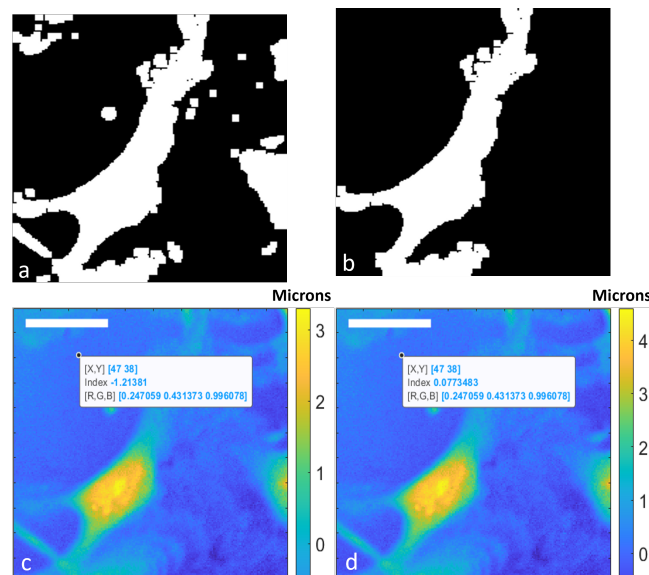 a
b
Microns
Microns
[X,Y] [47 38]
Index -1.21381
[R,G,B] [0.247059 0.431373 0.996078]
3
2
1
0
c
[X,Y] [47 38]
Index 0.0773483
[R,G,B] [0.247059 0.431373 0.996078]
4
3
2
1
0
d